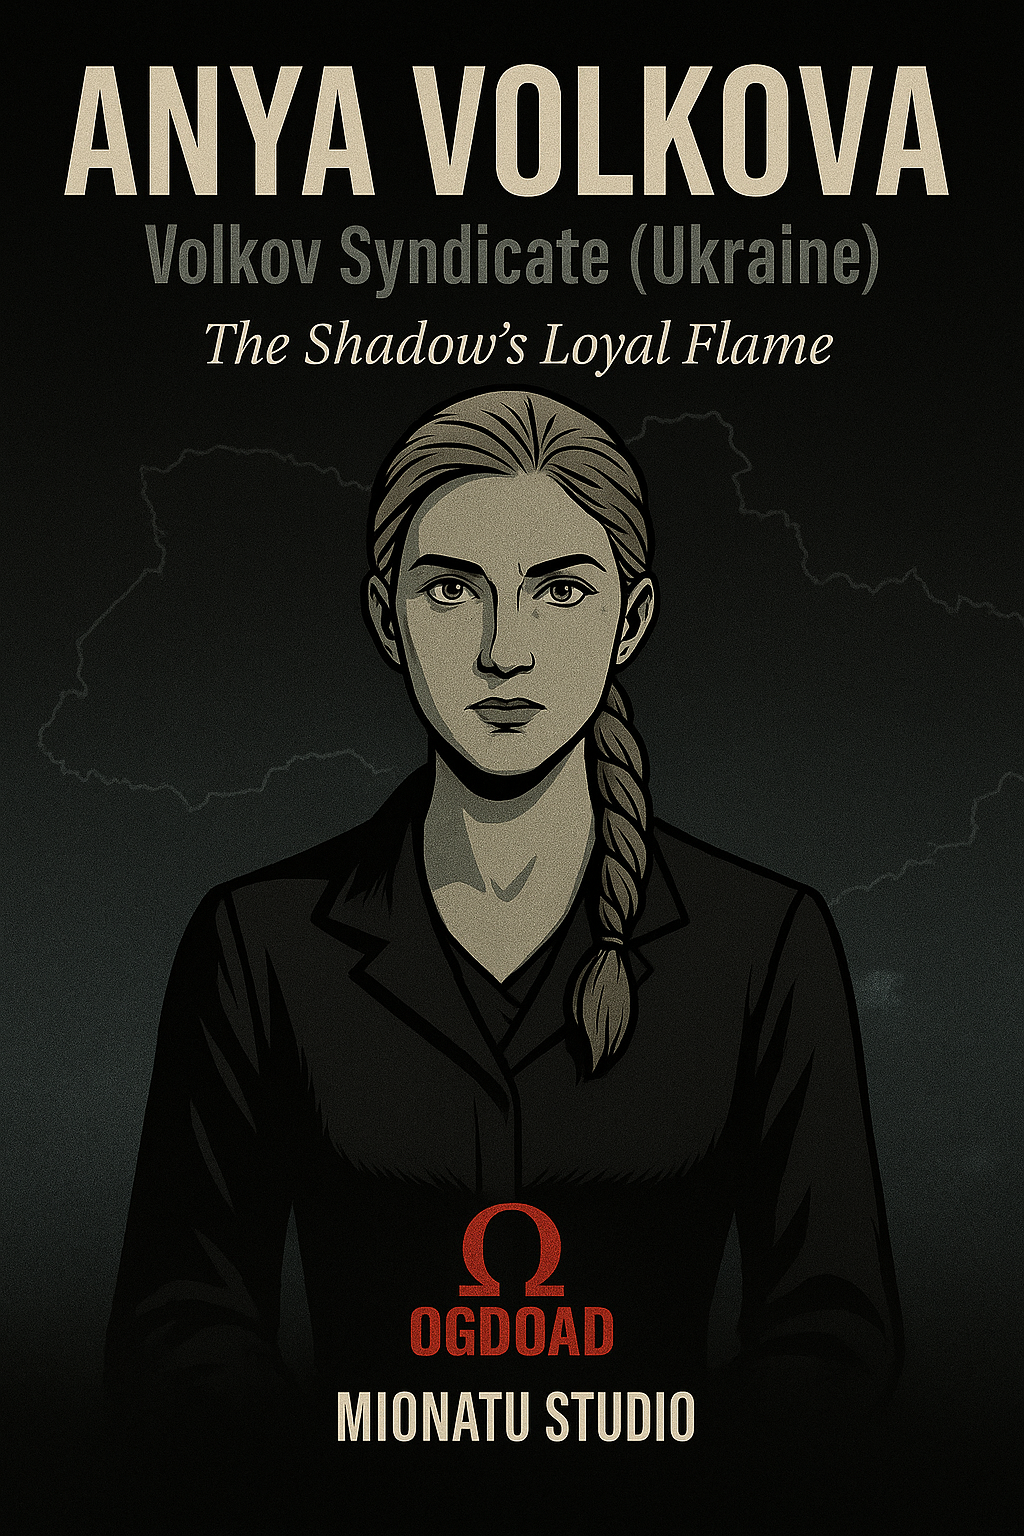 ANYA VOLKOVA
Volkov Syndicate (Ukraine)
The Shadow’s Loyal Flame
Ω
OGDOAD
MIONATU STUDIO